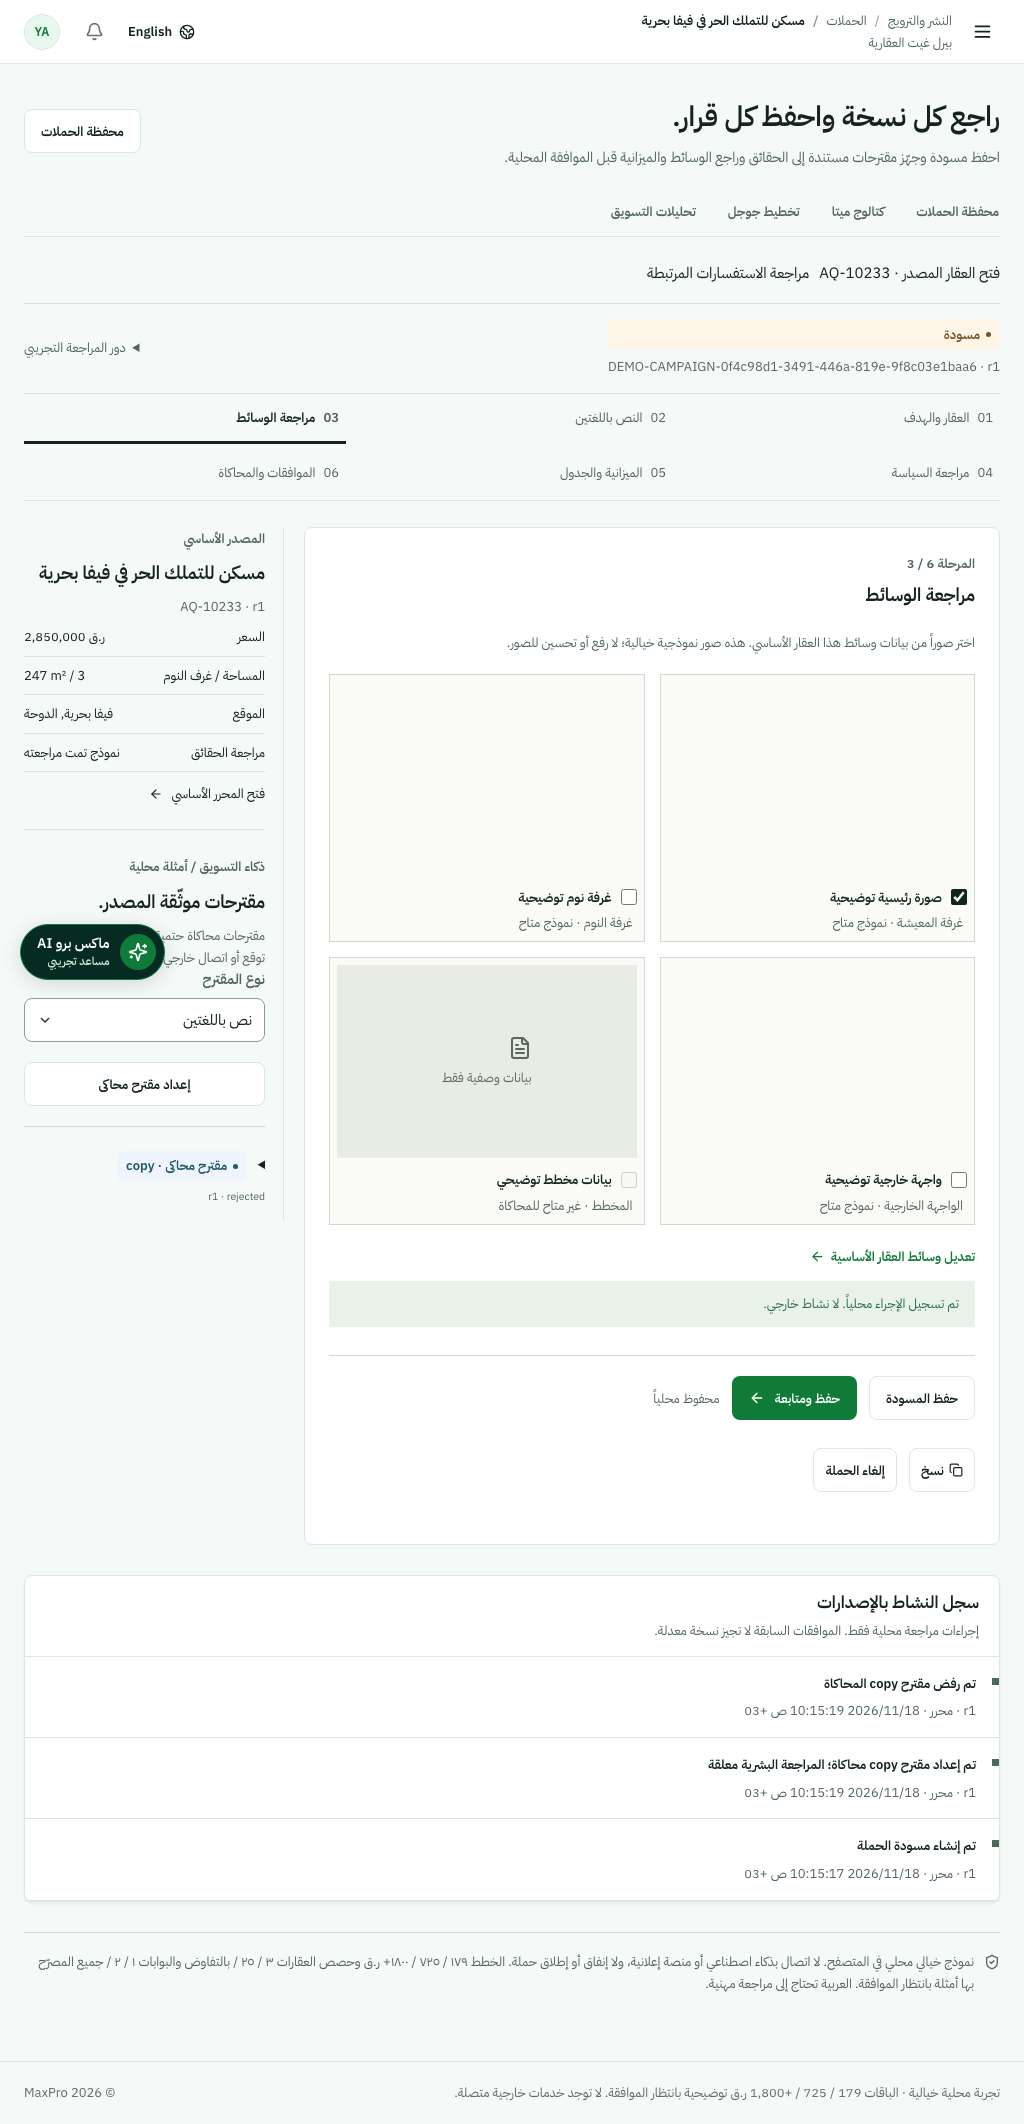 النشر والترويج / الحملات / مسكن للتملك الحر في فيفا بحرية
بيرل غيت العقارية
English
YA
راجع كل نسخة واحفظ كل قرار.
احفظ مسودة وجهّز مقترحات مستندة إلى الحقائق وراجع الوسائط والميزانية قبل الموافقة المحلية.
محفظة الحملات
محفظة الحملات
كتالوج ميتا
تخطيط جوجل
تحليلات التسويق
فتح العقار المصدر · AQ-10233
مراجعة الاستفسارات المرتبطة
مسودة
DEMO-CAMPAIGN-0f4c98d1-3491-446a-819e-9f8c03e1baa6 · r1
دور المراجعة التجريبي
01 العقار والهدف
02 النص باللغتين
03 مراجعة الوسائط
04 مراجعة السياسة
05 الميزانية والجدول
06 الموافقات والمحاكاة
المرحلة 6 / 3
مراجعة الوسائط
اختر صوراً من بيانات وسائط هذا العقار الأساسي. هذه صور نموذجية خيالية؛ لا رفع أو تحسين للصور.
صورة رئيسية توضيحية
غرفة المعيشة · نموذج متاح
غرفة نوم توضيحية
غرفة النوم · نموذج متاح
واجهة خارجية توضيحية
الواجهة الخارجية · نموذج متاح
بيانات وصفية فقط
بيانات مخطط توضيحي
المخطط · غير متاح للمحاكاة
تعديل وسائط العقار الأساسية
تم تسجيل الإجراء محلياً. لا نشاط خارجي.
حفظ المسودة
حفظ ومتابعة
محفوظ محلياً
نسخ
إلغاء الحملة
المصدر الأساسي
مسكن للتملك الحر في فيفا بحرية
AQ-10233 · r1
السعر
2,850,000 ر.ق
المساحة / غرف النوم
247 m² / 3
الموقع
فيفا بحرية, الدوحة
مراجعة الحقائق
نموذج تمت مراجعته
فتح المحرر الأساسي
ذكاء التسويق / أمثلة محلية
مقترحات موثّقة المصدر.
مقترحات محاكاة
توقع أو اتصال خارجي
ماكس برو AI
مساعد تجريبي
نوع المقترح
نص باللغتين
إعداد مقترح محاكى
مقترح محاكى · copy
r1 · rejected
سجل النشاط بالإصدارات
إجراءات مراجعة محلية فقط. الموافقات السابقة لا تجيز نسخة معدلة.
تم رفض مقترح copy المحاكاة
r1 · محرر · 2026/11/18 10:15:19 ص +03
تم إعداد مقترح copy محاكاة؛ المراجعة البشرية معلقة
r1 · محرر · 2026/11/18 10:15:19 ص +03
تم إنشاء مسودة الحملة
r1 · محرر · 2026/11/18 10:15:17 ص +03
نموذج خيالي محلي في المتصفح. لا اتصال بذكاء اصطناعي أو منصة إعلانية، ولا إنفاق أو إطلاق حملة. الخطط ١٧٩ / ٧٢٥ / ١٨٠٠+ ر.ق وحصص العقارات ٣ / ٢٥ / بالتفاوض والبوابات ١ / ٢ / جميع المصرّح
بها أمثلة بانتظار الموافقة. العربية تحتاج إلى مراجعة مهنية.
تجربة محلية خيالية · الباقات 179 / 725 / 1,800+ ر.ق توضيحية بانتظار الموافقة. لا توجد خدمات خارجية متصلة.
© 2026 MaxPro